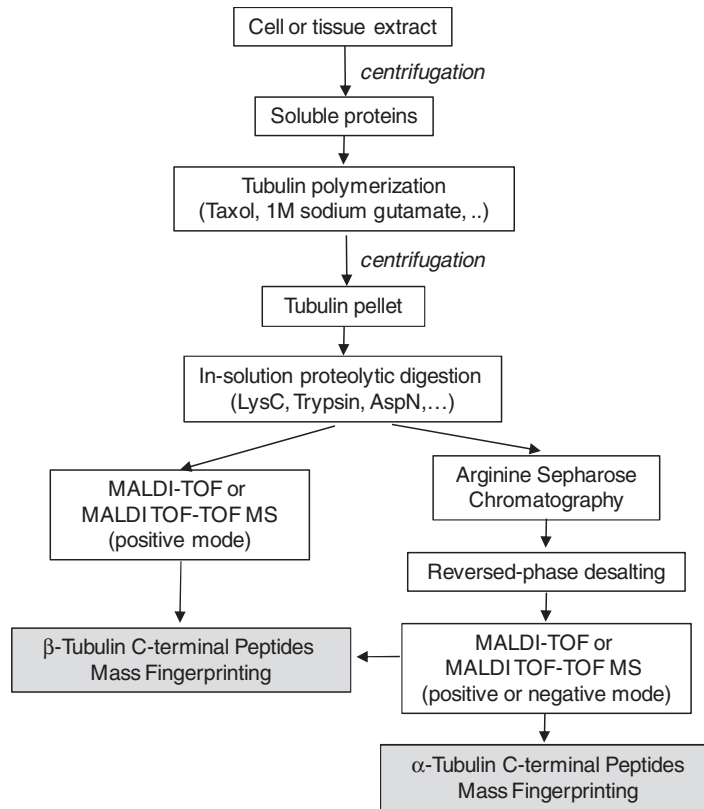 Cell or tissue extract
centrifugation
Soluble proteins
Tubulin polymerization
(Taxol, 1M sodium gutamate, ..)
centrifugation
Tubulin pellet
In-solution proteolytic digestion
(LysC, Trypsin, AspN,…)
MALDI-TOF or
MALDI TOF-TOF MS
(positive mode)
Arginine Sepharose
Chromatography
Reversed-phase desalting
β-Tubulin C-terminal Peptides
Mass Fingerprinting
MALDI-TOF or
MALDI TOF-TOF MS
(positive or negative mode)
α-Tubulin C-terminal Peptides
Mass Fingerprinting